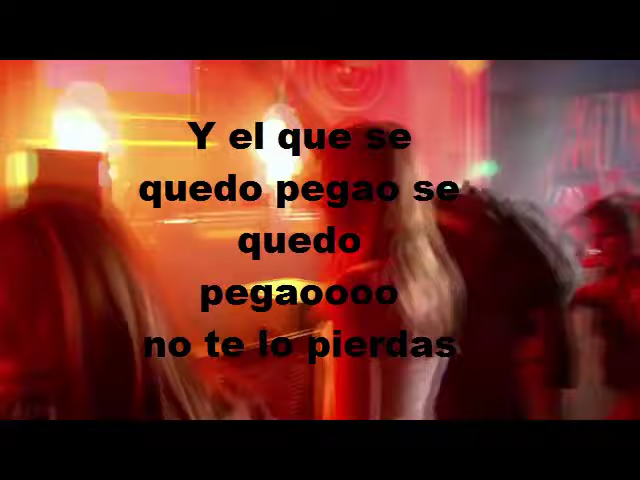 Y el que se
quedo pegao se
quedo
pegaoooo
no te lo pierdas